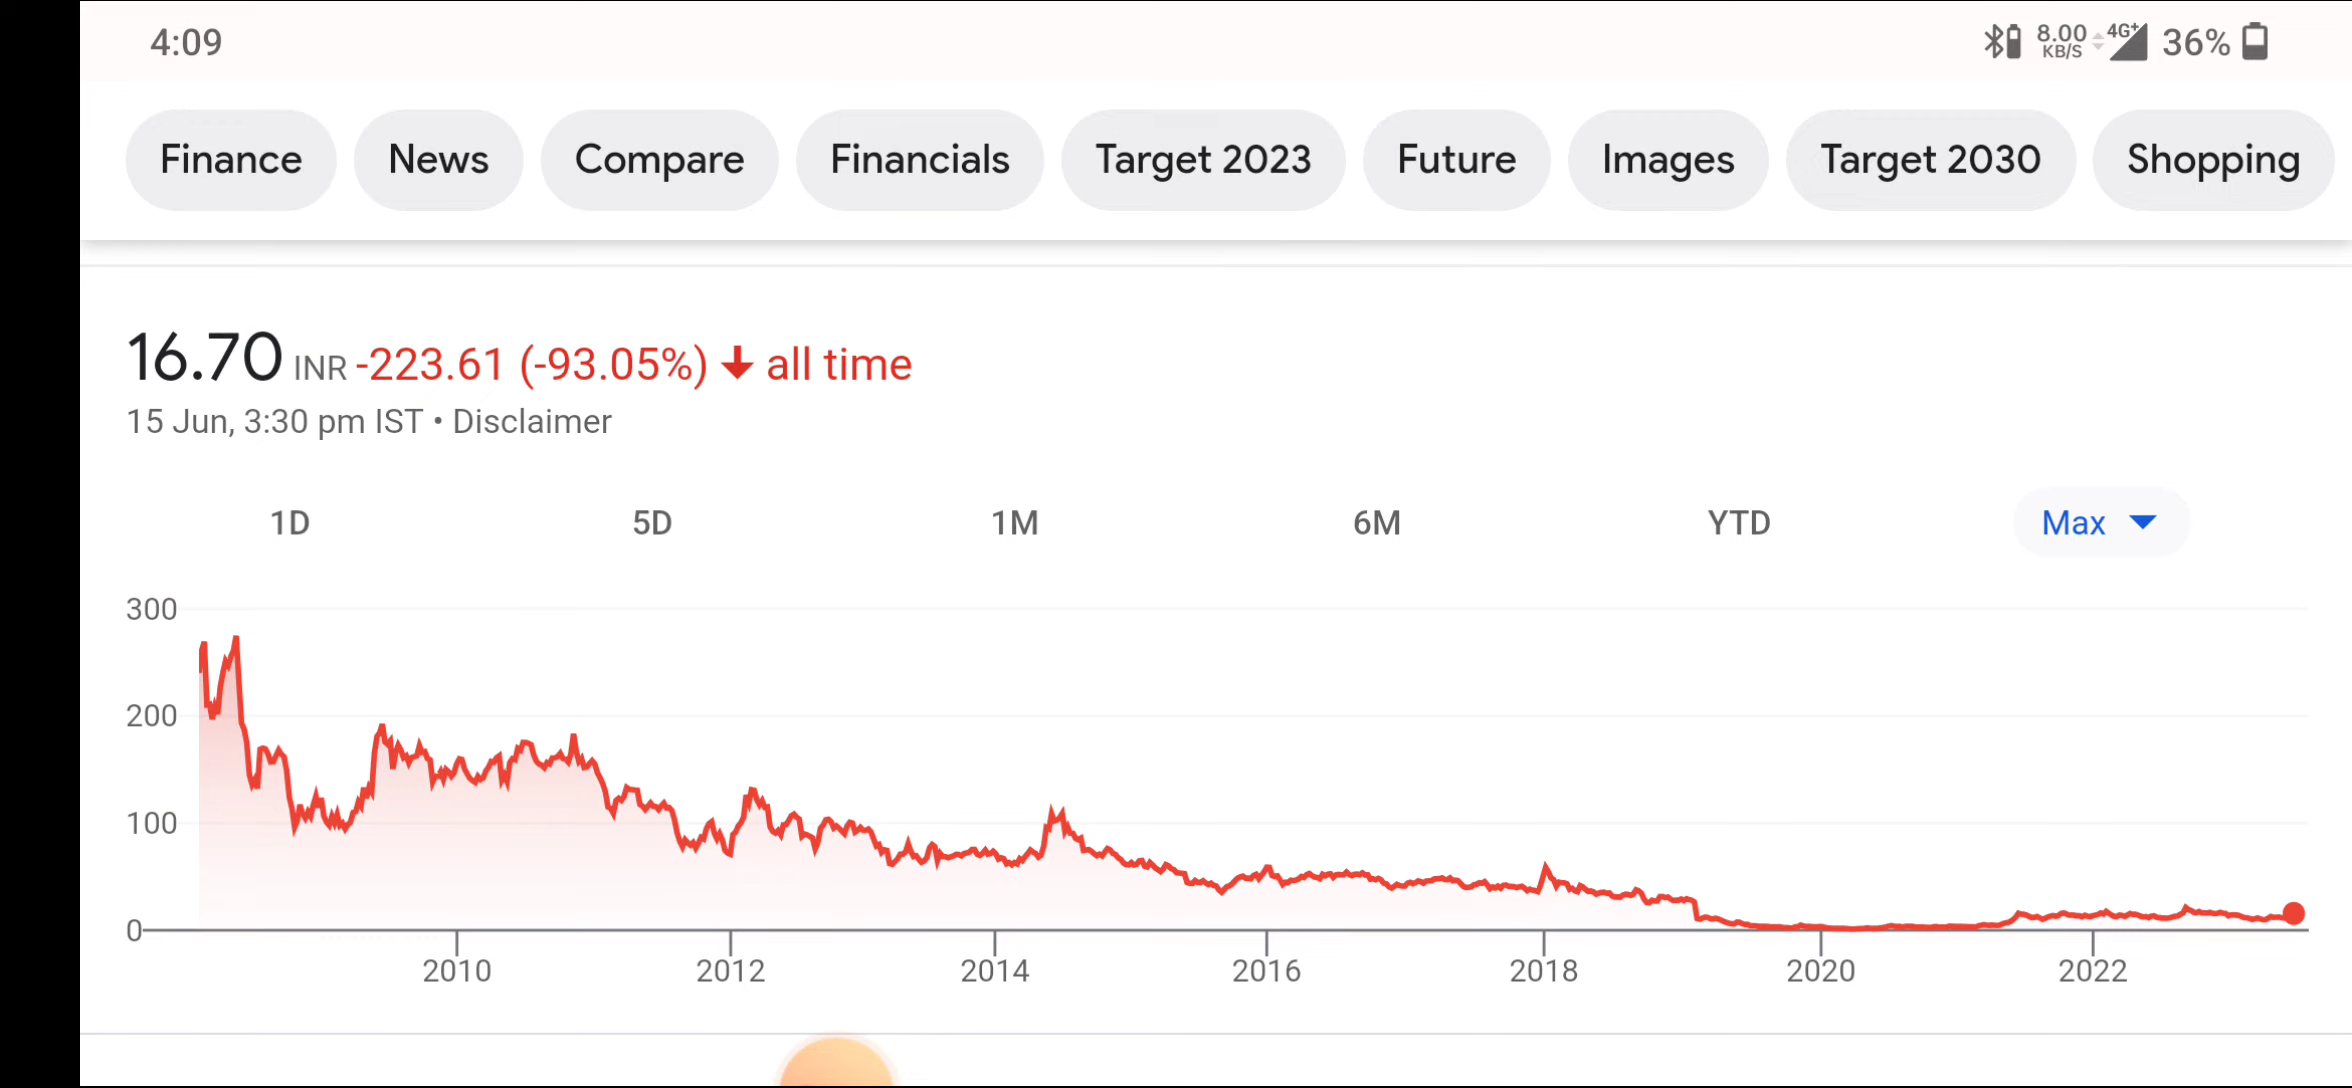 4:09
8.00 KB/S 4G+ 36%
Finance News Compare Financials Target 2023 Future Images Target 2030 Shopping
16.70 INR -223.61 (-93.05%) ↓ all time
15 Jun, 3:30 pm IST • Disclaimer
1D 5D 1M 6M YTD Max
300
200
100
0
2010 2012 2014 2016 2018 2020 2022